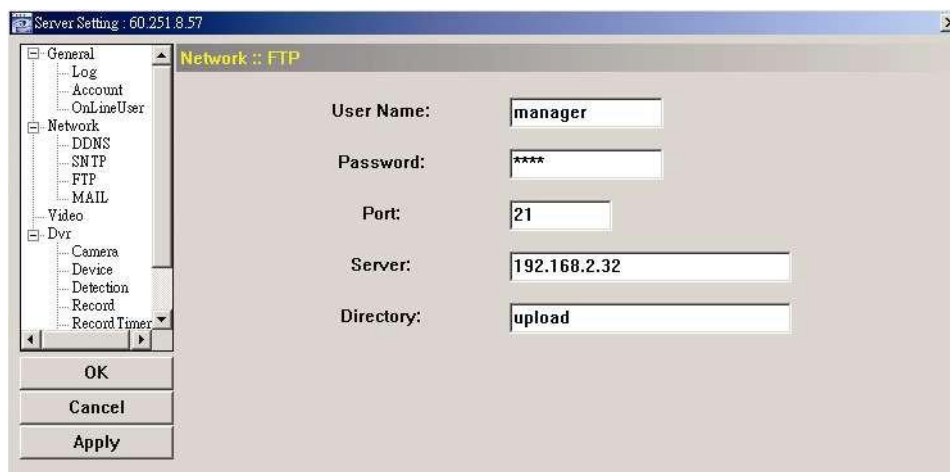 Server Setting : 60.251.8.57
General
Log
Account
OnLineUser
Network
DDNS
SNTP
FTP
MAIL
Video
Dvr
Camera
Device
Detection
Record
Record Timer
OK
Cancel
Apply
Network :: FTP
User Name: manager
Password: ****
Port: 21
Server: 192.168.2.32
Directory: upload